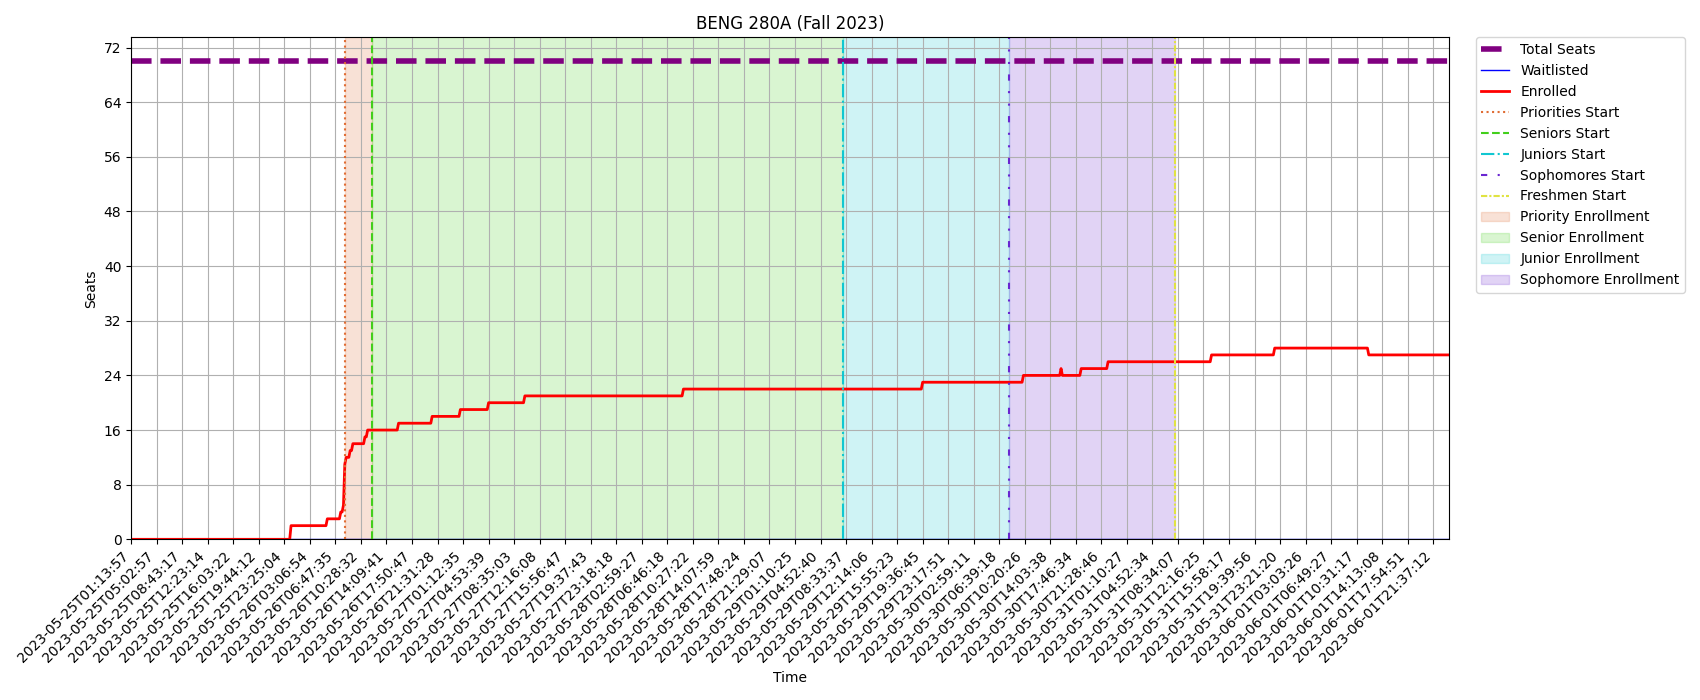 BENG 280A (Fall 2023)
Seats
72
64
56
48
40
32
24
16
8
0
2023-05-25T01:13:57
2023-05-25T05:02:57
2023-05-25T08:43:17
2023-05-25T12:23:14
2023-05-25T16:03:22
2023-05-25T19:44:12
2023-05-25T23:25:04
2023-05-26T03:06:54
2023-05-26T06:47:35
2023-05-26T10:28:32
2023-05-26T14:09:41
2023-05-26T17:50:47
2023-05-26T21:31:28
2023-05-27T01:12:35
2023-05-27T04:53:39
2023-05-27T08:35:03
2023-05-27T12:16:08
2023-05-27T15:56:47
2023-05-27T19:37:43
2023-05-27T23:18:18
2023-05-28T02:59:27
2023-05-28T06:46:18
2023-05-28T10:27:22
2023-05-28T14:07:59
2023-05-28T17:48:24
2023-05-28T21:29:07
2023-05-29T01:10:25
2023-05-29T04:52:40
2023-05-29T08:33:37
2023-05-29T12:14:06
2023-05-29T15:55:23
2023-05-29T19:36:45
2023-05-29T23:17:51
2023-05-30T02:59:11
2023-05-30T06:39:18
2023-05-30T10:20:26
2023-05-30T14:03:38
2023-05-30T17:46:34
2023-05-30T21:28:46
2023-05-31T01:10:27
2023-05-31T04:52:34
2023-05-31T08:34:07
2023-05-31T12:16:25
2023-05-31T15:58:17
2023-05-31T19:39:56
2023-05-31T23:21:20
2023-06-01T03:03:26
2023-06-01T06:49:27
2023-06-01T10:31:17
2023-06-01T14:13:08
2023-06-01T17:54:51
2023-06-01T21:37:12
Time
Total Seats
Waitlisted
Enrolled
Priorities Start
Seniors Start
Juniors Start
Sophomores Start
Freshmen Start
Priority Enrollment
Senior Enrollment
Junior Enrollment
Sophomore Enrollment